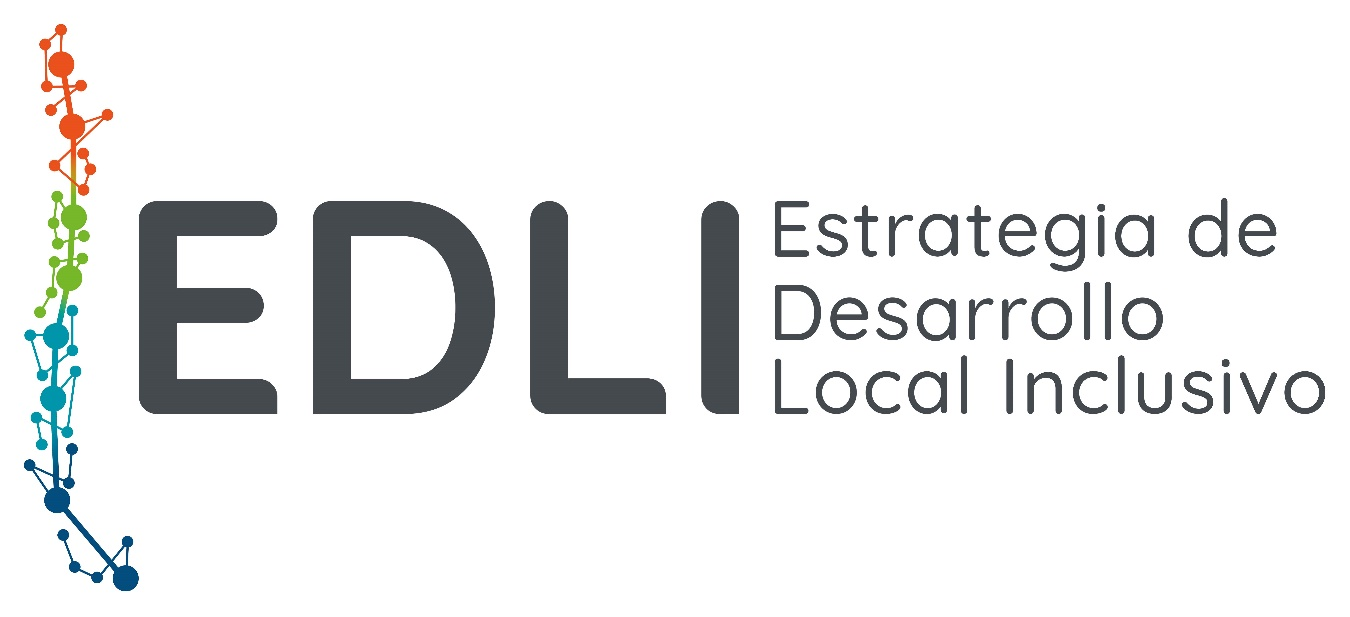 EDLI
Estrategia de
Desarrollo
Local Inclusivo